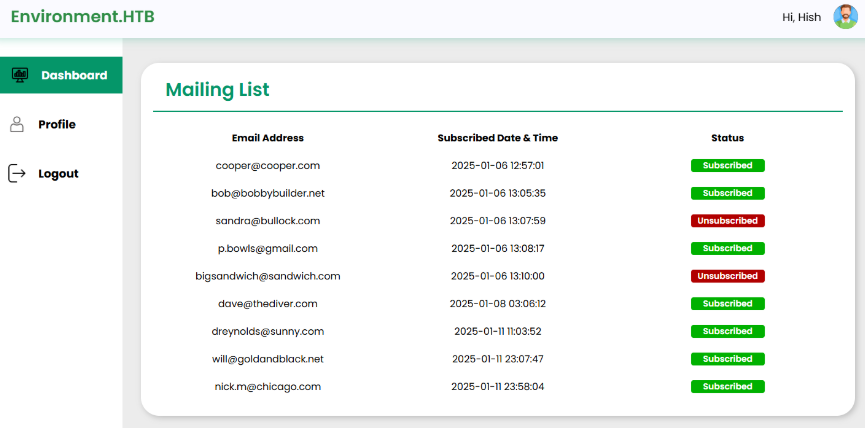 Environment.HTB
Hi, Hish
Dashboard
Profile
Logout
Mailing List
Email Address Subscribed Date & Time Status
cooper@cooper.com 2025-01-06 12:57:01 Subscribed
bob@bobbybuilder.net 2025-01-06 13:05:35 Subscribed
sandra@bullock.com 2025-01-06 13:07:59 Unsubscribed
p.bowls@gmail.com 2025-01-06 13:08:17 Subscribed
bigsandwich@sandwich.com 2025-01-06 13:10:00 Unsubscribed
dave@thediver.com 2025-01-08 03:06:12 Subscribed
dreynolds@sunny.com 2025-01-11 11:03:52 Subscribed
will@goldandblack.net 2025-01-11 23:07:47 Subscribed
nick.m@chicago.com 2025-01-11 23:58:04 Subscribed